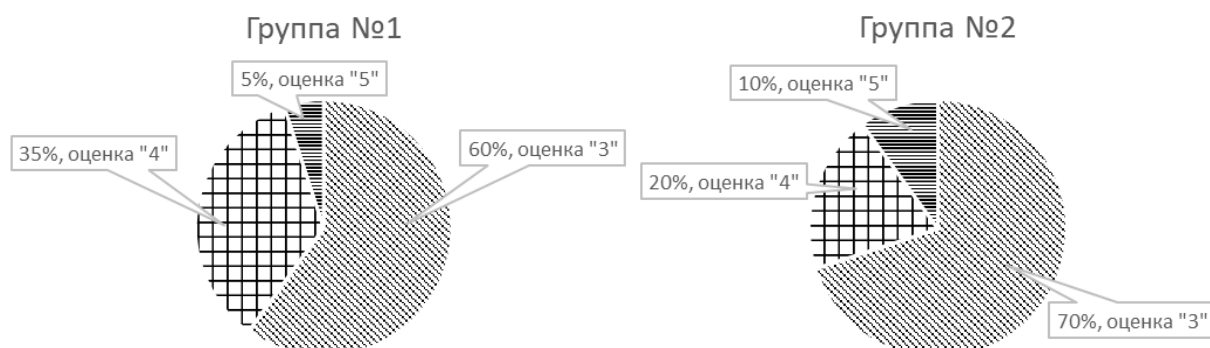 Группа №1
5%, оценка "5"
35%, оценка "4"
60%, оценка "3"
Группа №2
10%, оценка "5"
20%, оценка "4"
70%, оценка "3"